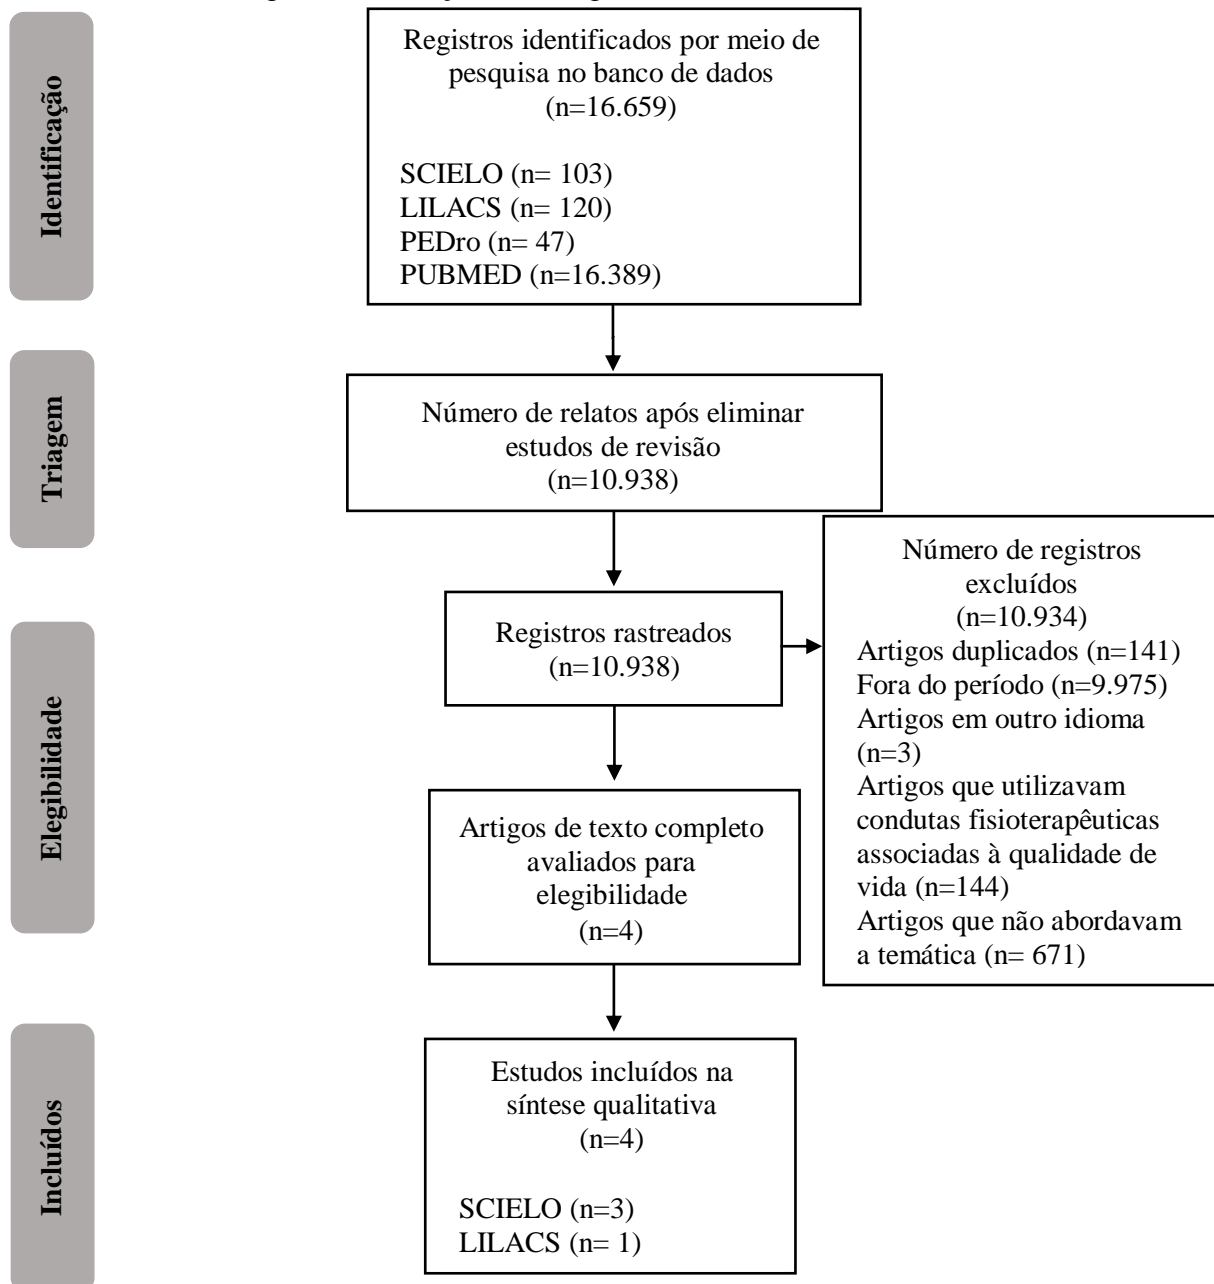 Identificação
Registros identificados por meio de
pesquisa no banco de dados
(n=16.659)
SCIELO (n= 103)
LILACS (n= 120)
PEDro (n= 47)
PUBMED (n=16.389)
Triagem
Número de relatos após eliminar
estudos de revisão
(n=10.938)
Elegibilidade
Registros rastreados
(n=10.938)
Número de registros
excluídos
(n=10.934)
Artigos duplicados (n=141)
Fora do período (n=9.975)
Artigos em outro idioma
(n=3)
Artigos que utilizavam
condutas fisioterapêuticas
associadas à qualidade de
vida (n=144)
Artigos que não abordavam
a temática (n= 671)
Artigos de texto completo
avaliados para
elegibilidade
(n=4)
Incluídos
Estudos incluídos na
síntese qualitativa
(n=4)
SCIELO (n=3)
LILACS (n= 1)